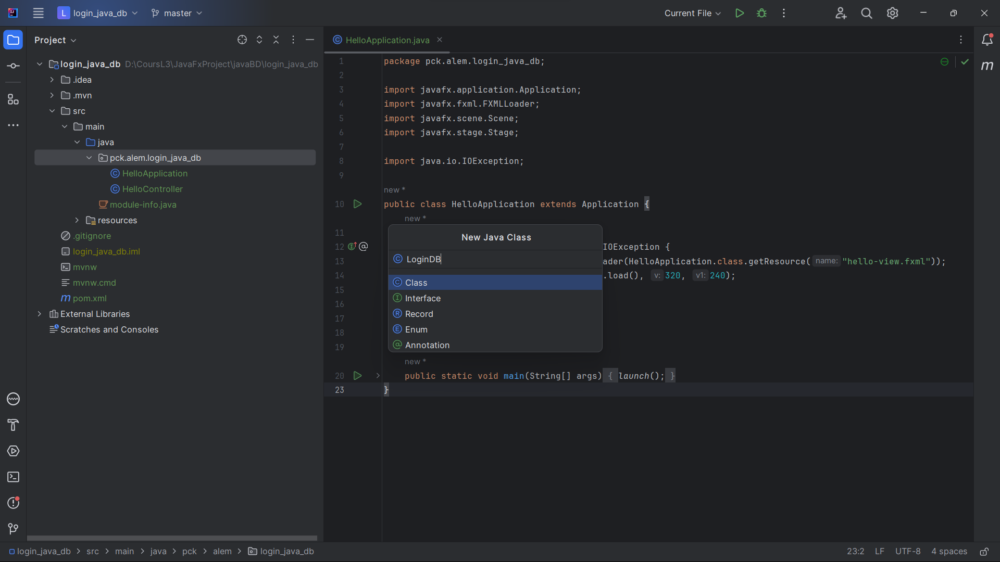 L login_java_db master Current File
Project
HelloApplication.java
m
login_java_db D:\CoursL3\JavaFxProject\javaBD\login_java_db
.idea
.mvn
src
main
java
pck.alem.login_java_db
HelloApplication
HelloController
module-info.java
resources
.gitignore
login_java_db.iml
mvnw
mvnw.cmd
m pom.xml
External Libraries
Scratches and Consoles
1 package pck.alem.login_java_db;
2
3 import javafx.application.Application;
4 import javafx.fxml.FXMLLoader;
5 import javafx.scene.Scene;
6 import javafx.stage.Stage;
7
8 import java.io.IOException;
9
new *
10 public class HelloApplication extends Application {
new *
11
12 IOException {
13 ader(HelloApplication.class.getResource( name: "hello-view.fxml"));
14 .load(), v: 320, v1: 240);
15
16
17
18
19
new *
20 public static void main(String[] args) { launch(); }
23 }
New Java Class
C LoginDB
C Class
I Interface
R Record
E Enum
@ Annotation
login_java_db > src > main > java > pck > alem > login_java_db
23:2 LF UTF-8 4 spaces